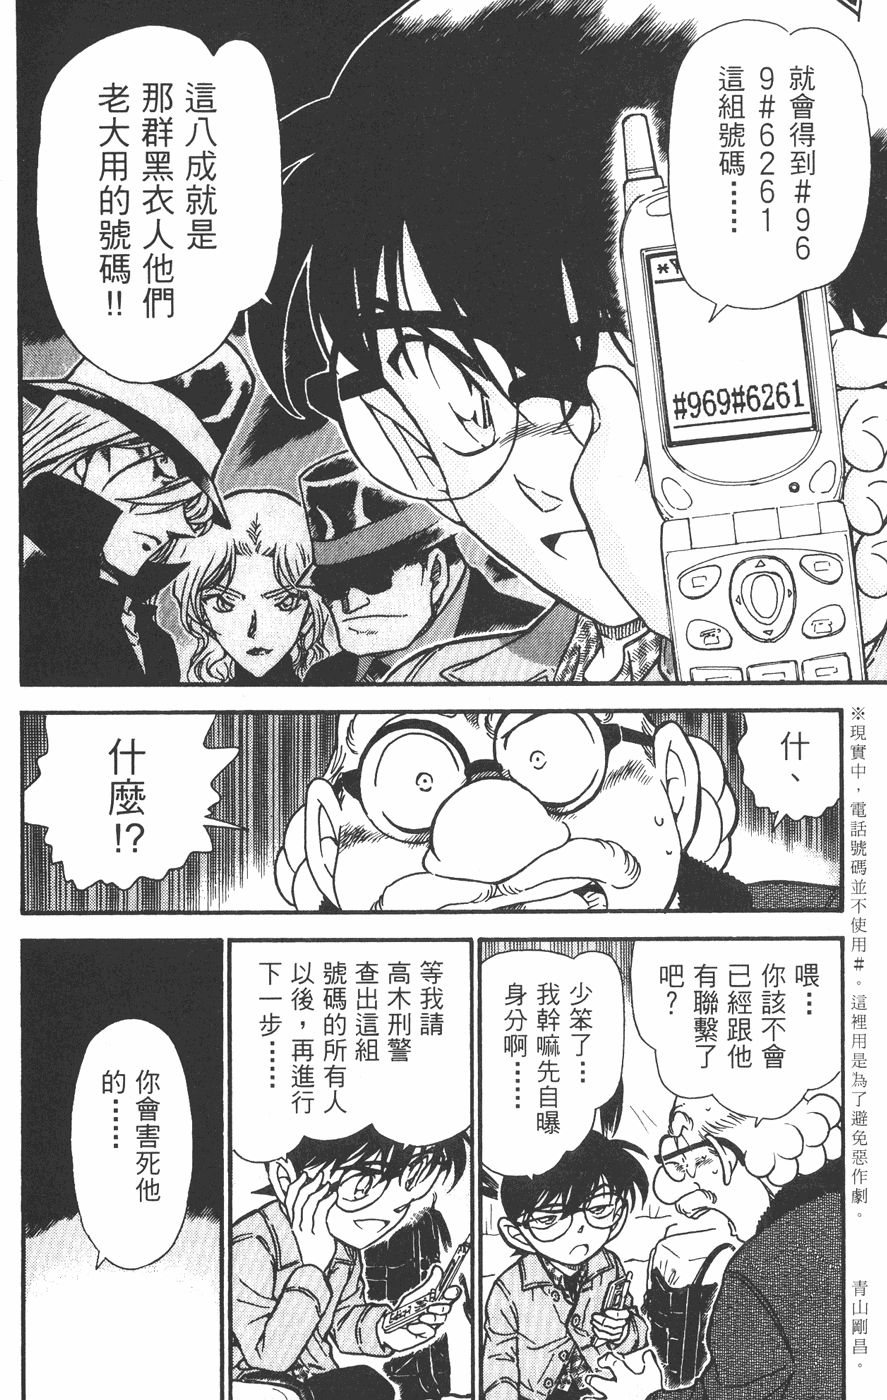 就會得到#96
9#6261
這組號碼……
#969#6261
這八成就是
那群黑衣人他們
老大用的號碼!!
什、
什麼!?
喂…
你該不會
已經跟他
有聯繫了
吧?
少笨了…
我幹嘛先自曝
身分啊……
等我請
高木刑警
查出這組
號碼的所有人
以後,再進行
下一步……
你會害死他
的……
※現實中,電話號碼並不使用#。這裡用是為了避免惡作劇。 青山剛昌。